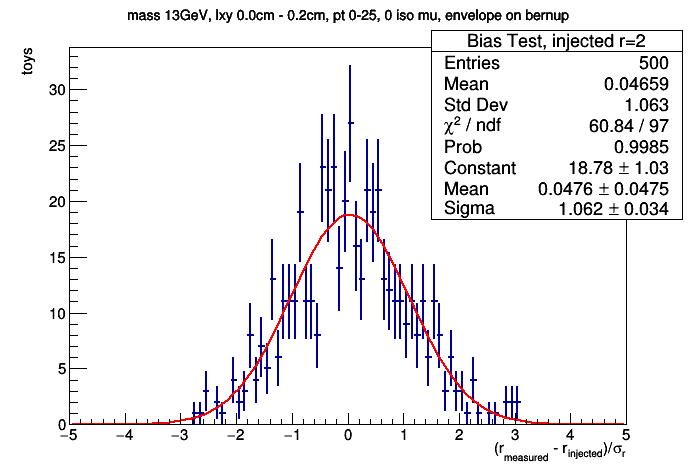 mass 13GeV, lxy 0.0cm - 0.2cm, pt 0-25, 0 iso mu, envelope on bernup
toys
Bias Test, injected r=2
Entries 500
Mean 0.04659
Std Dev 1.063
χ² / ndf 60.84 / 97
Prob 0.9985
Constant 18.78 ± 1.03
Mean 0.0476 ± 0.0475
Sigma 1.062 ± 0.034
30
25
20
15
10
5
0
−5 −4 −3 −2 −1 0 1 2 3 4 5
(r_measured - r_injected)/σ_r